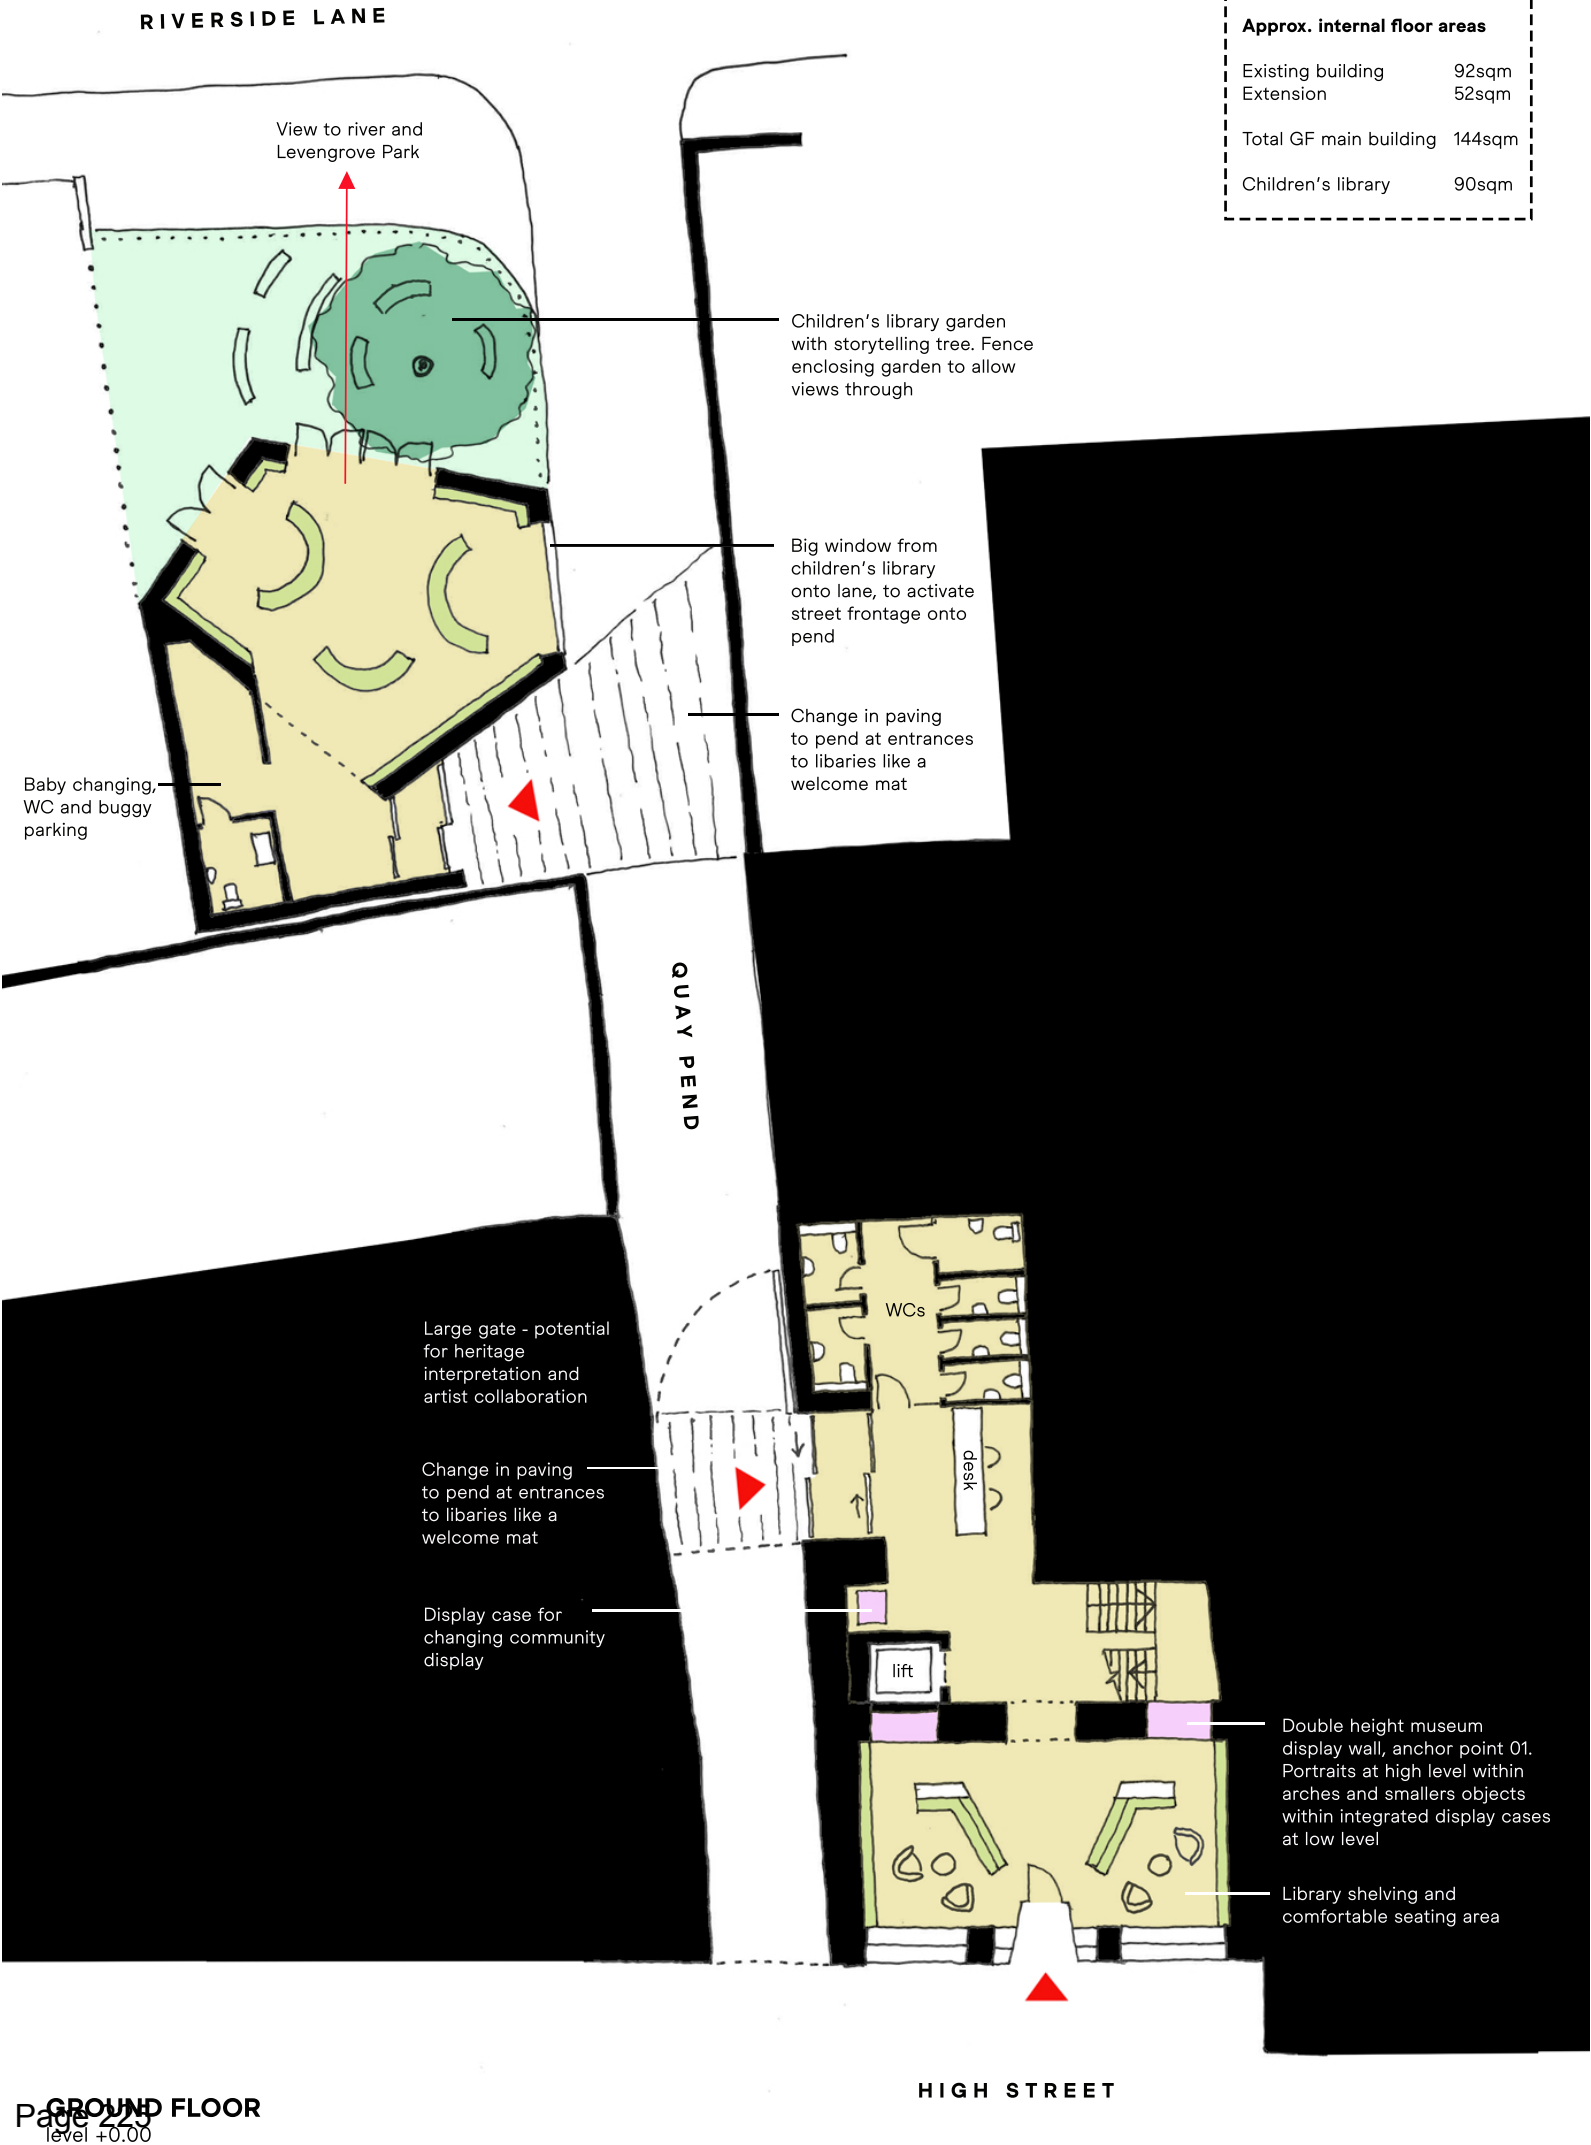 RIVERSIDE LANE
Approx. internal floor areas
Existing building 92sqm
Extension 52sqm
Total GF main building 144sqm
Children's library 90sqm
View to river and
Levengrove Park
Children's library garden
with storytelling tree. Fence
enclosing garden to allow
views through
Big window from
children's library
onto lane, to activate
street frontage onto
pend
Change in paving
to pend at entrances
to libaries like a
welcome mat
Baby changing,
WC and buggy
parking
QUAY PEND
WCs
Large gate - potential
for heritage
interpretation and
artist collaboration
desk
Change in paving
to pend at entrances
to libaries like a
welcome mat
Display case for
changing community
display
lift
Double height museum
display wall, anchor point 01.
Portraits at high level within
arches and smallers objects
within integrated display cases
at low level
Library shelving and
comfortable seating area
HIGH STREET
GROUND FLOOR
Page 225
level +0.00